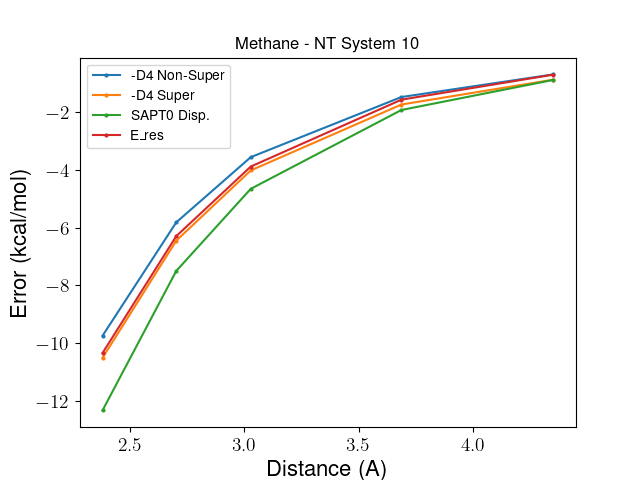 Methane - NT System 10
-D4 Non-Super
-D4 Super
SAPT0 Disp.
E_res
Error (kcal/mol)
−2
−4
−6
−8
−10
−12
2.5 3.0 3.5 4.0
Distance (A)